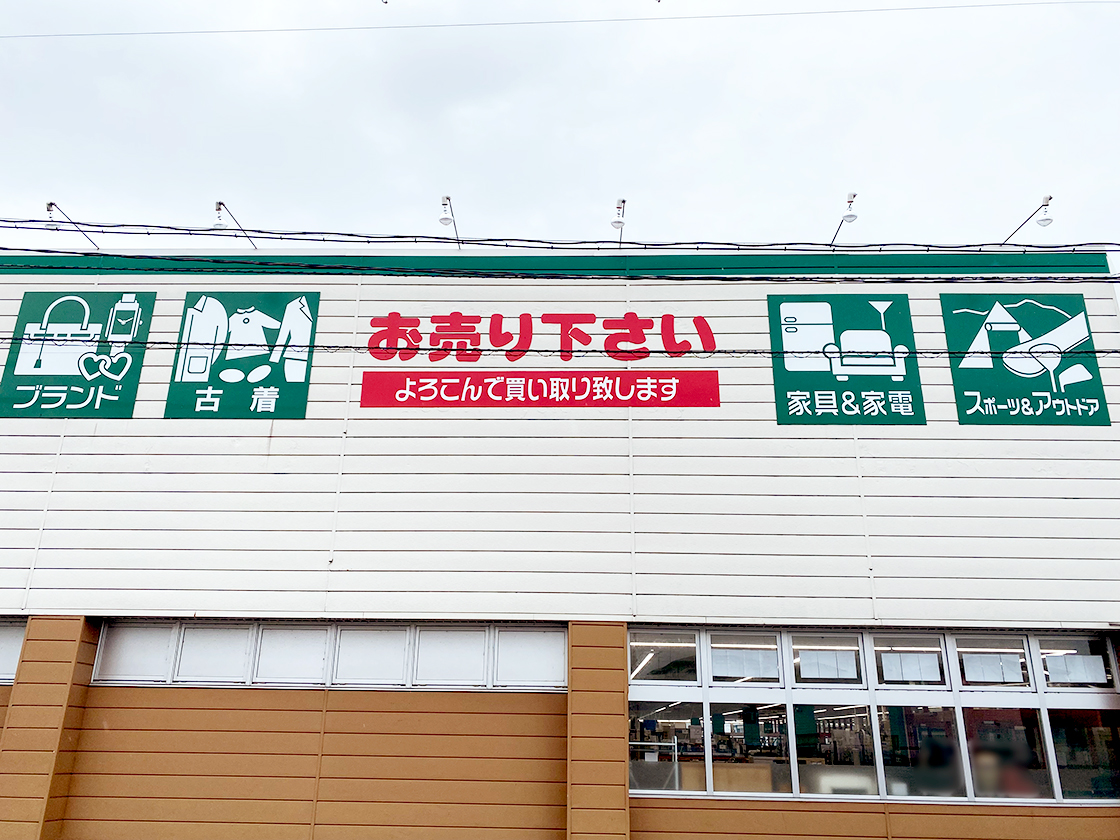 ブランド
古着
お売り下さい
よろこんで買い取り致します
家具&家電
スポーツ&アウトドア